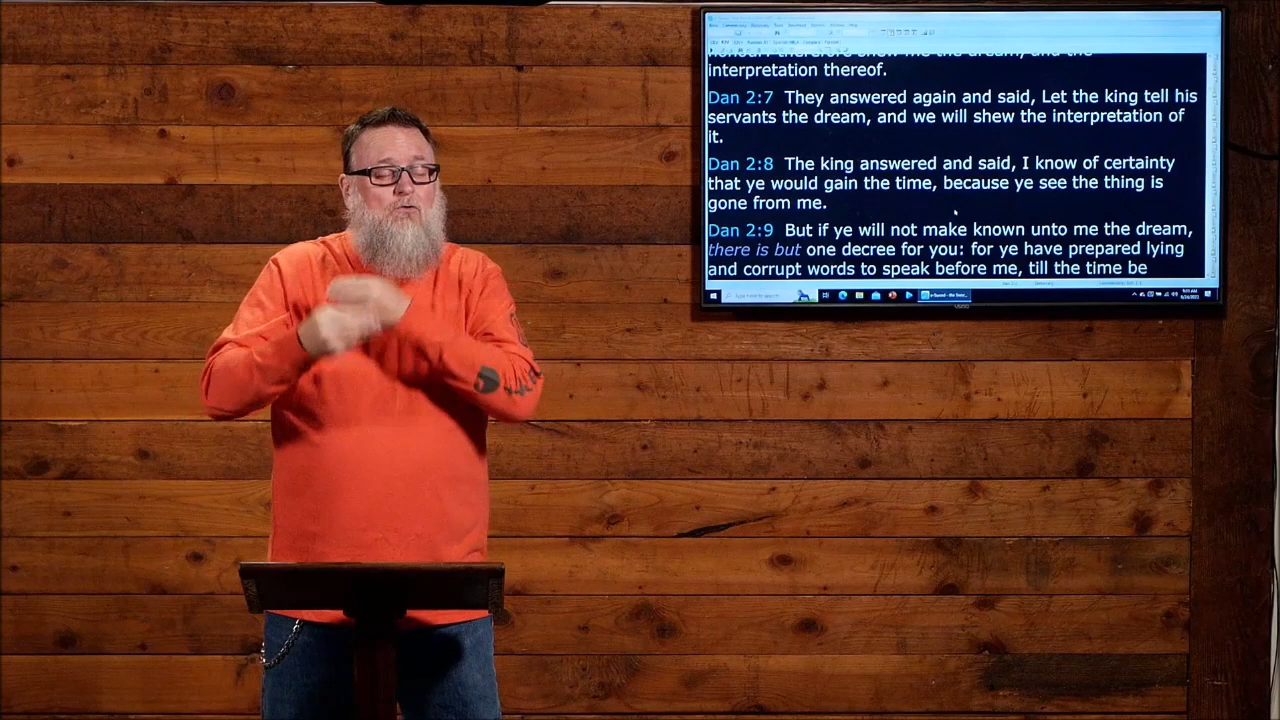 interpretation thereof.
Dan 2:7 They answered again and said, Let the king tell his
servants the dream, and we will shew the interpretation of
it.
Dan 2:8 The king answered and said, I know of certainty
that ye would gain the time, because ye see the thing is
gone from me.
Dan 2:9 But if ye will not make known unto me the dream,
there is but one decree for you: for ye have prepared lying
and corrupt words to speak before me, till the time be
Type here to search